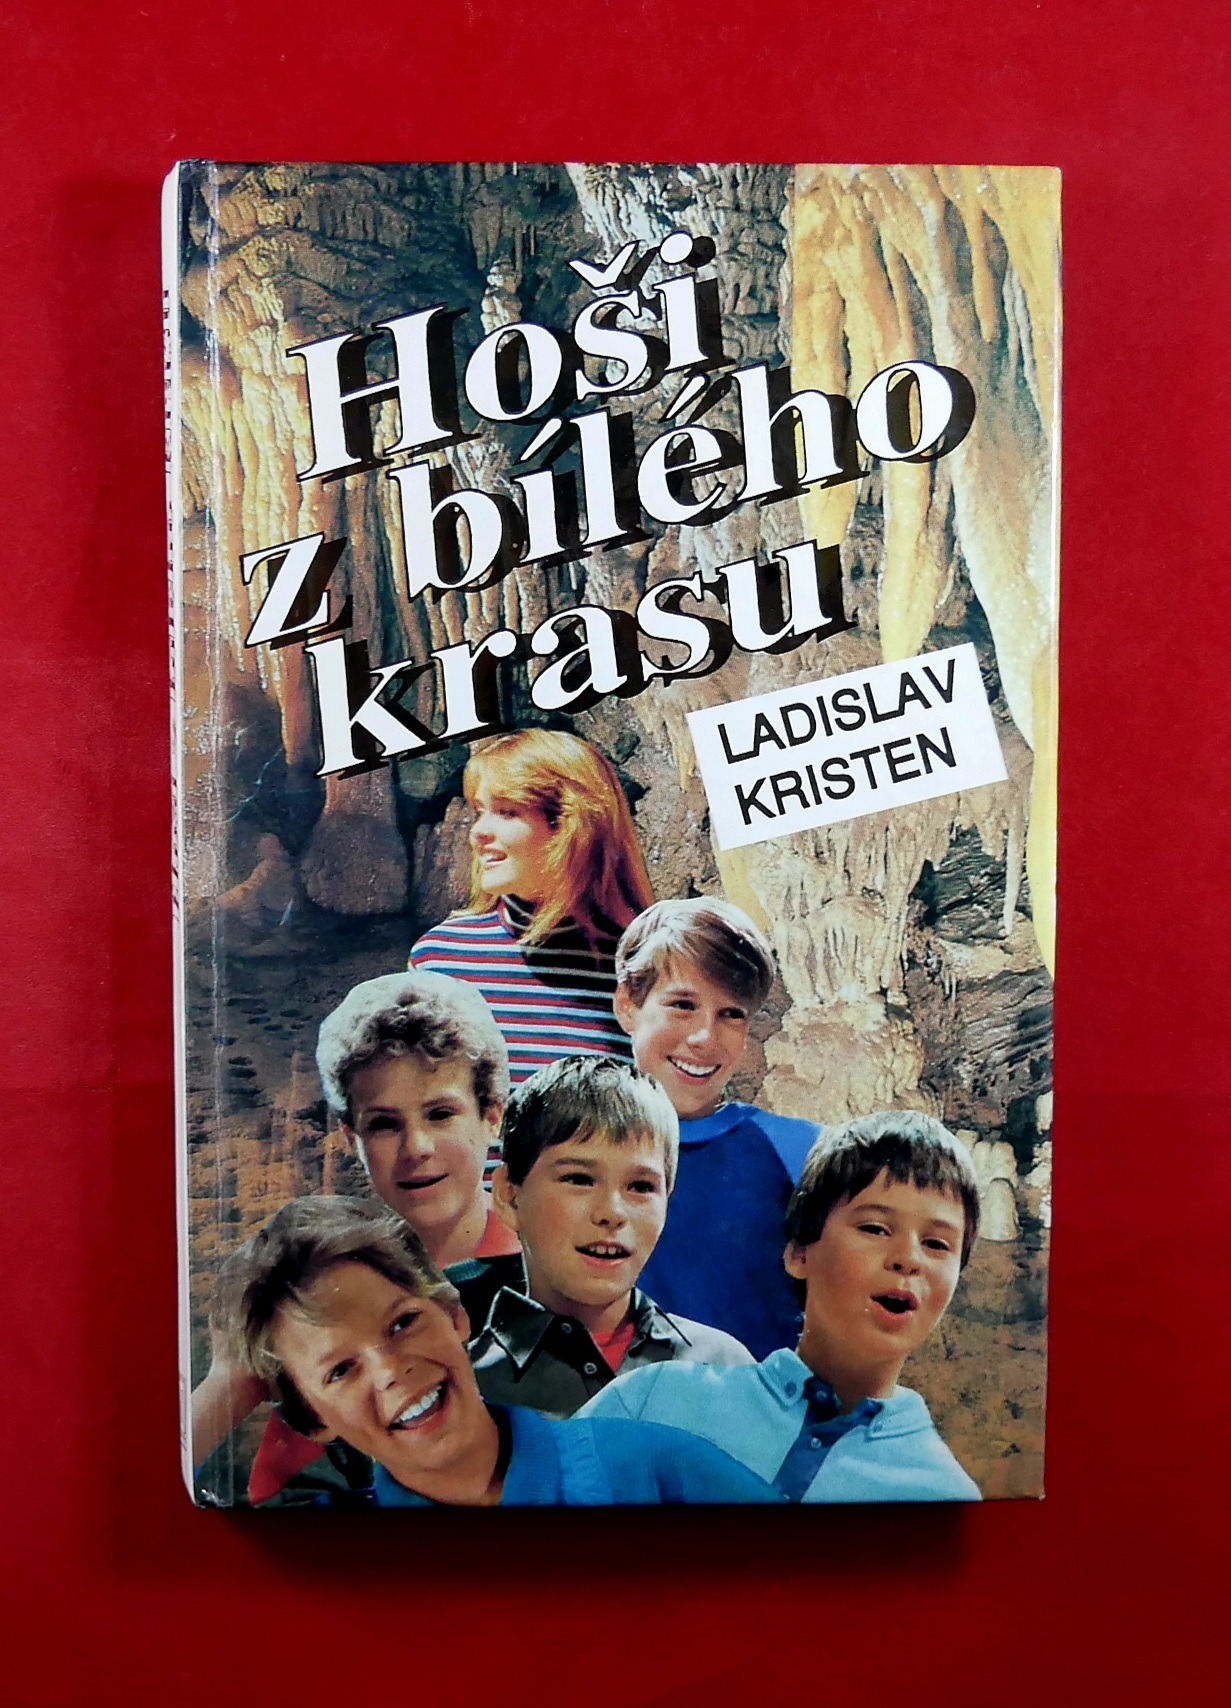 Hoši
z bílého
krasu
LADISLAV
KRISTEN